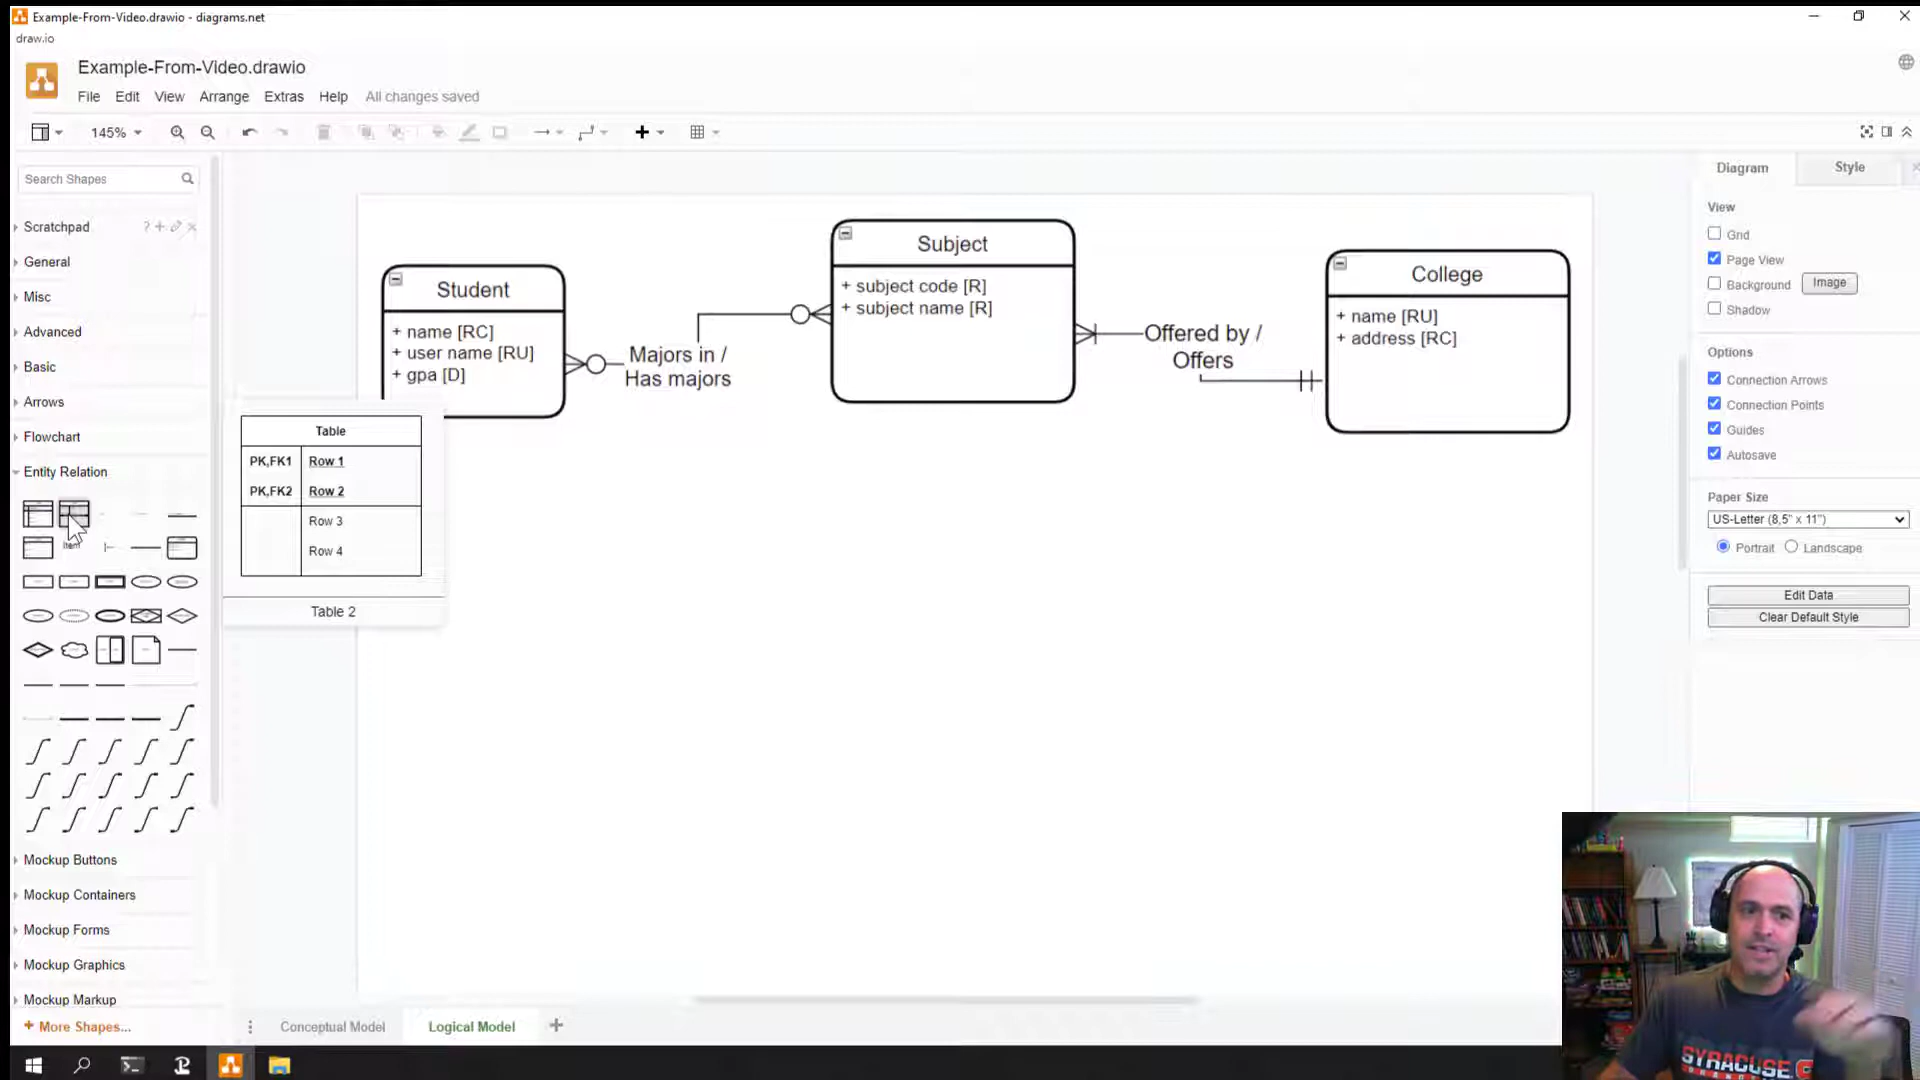 Example-From-Video.drawio - diagrams.net
draw.io
Example-From-Video.drawio
File Edit View Arrange Extras Help All changes saved
145%
Search Shapes
Scratchpad ? + ×
General
Misc
Advanced
Basic
Arrows
Flowchart
Entity Relation
Item
Mockup Buttons
Mockup Containers
Mockup Forms
Mockup Graphics
Mockup Markup
+ More Shapes...
Table
PK,FK1 Row 1
PK,FK2 Row 2
Row 3
Row 4
Table 2
Student
+ name [RC]
+ user name [RU]
+ gpa [D]
Majors in /
Has majors
Subject
+ subject code [R]
+ subject name [R]
Offered by /
Offers
College
+ name [RU]
+ address [RC]
Diagram Style
View
Grid
Page View
Background Image
Shadow
Options
Connection Arrows
Connection Points
Guides
Autosave
Paper Size
US-Letter (8,5" x 11")
Portrait Landscape
Edit Data
Clear Default Style
Conceptual Model Logical Model +
SYRACUSE